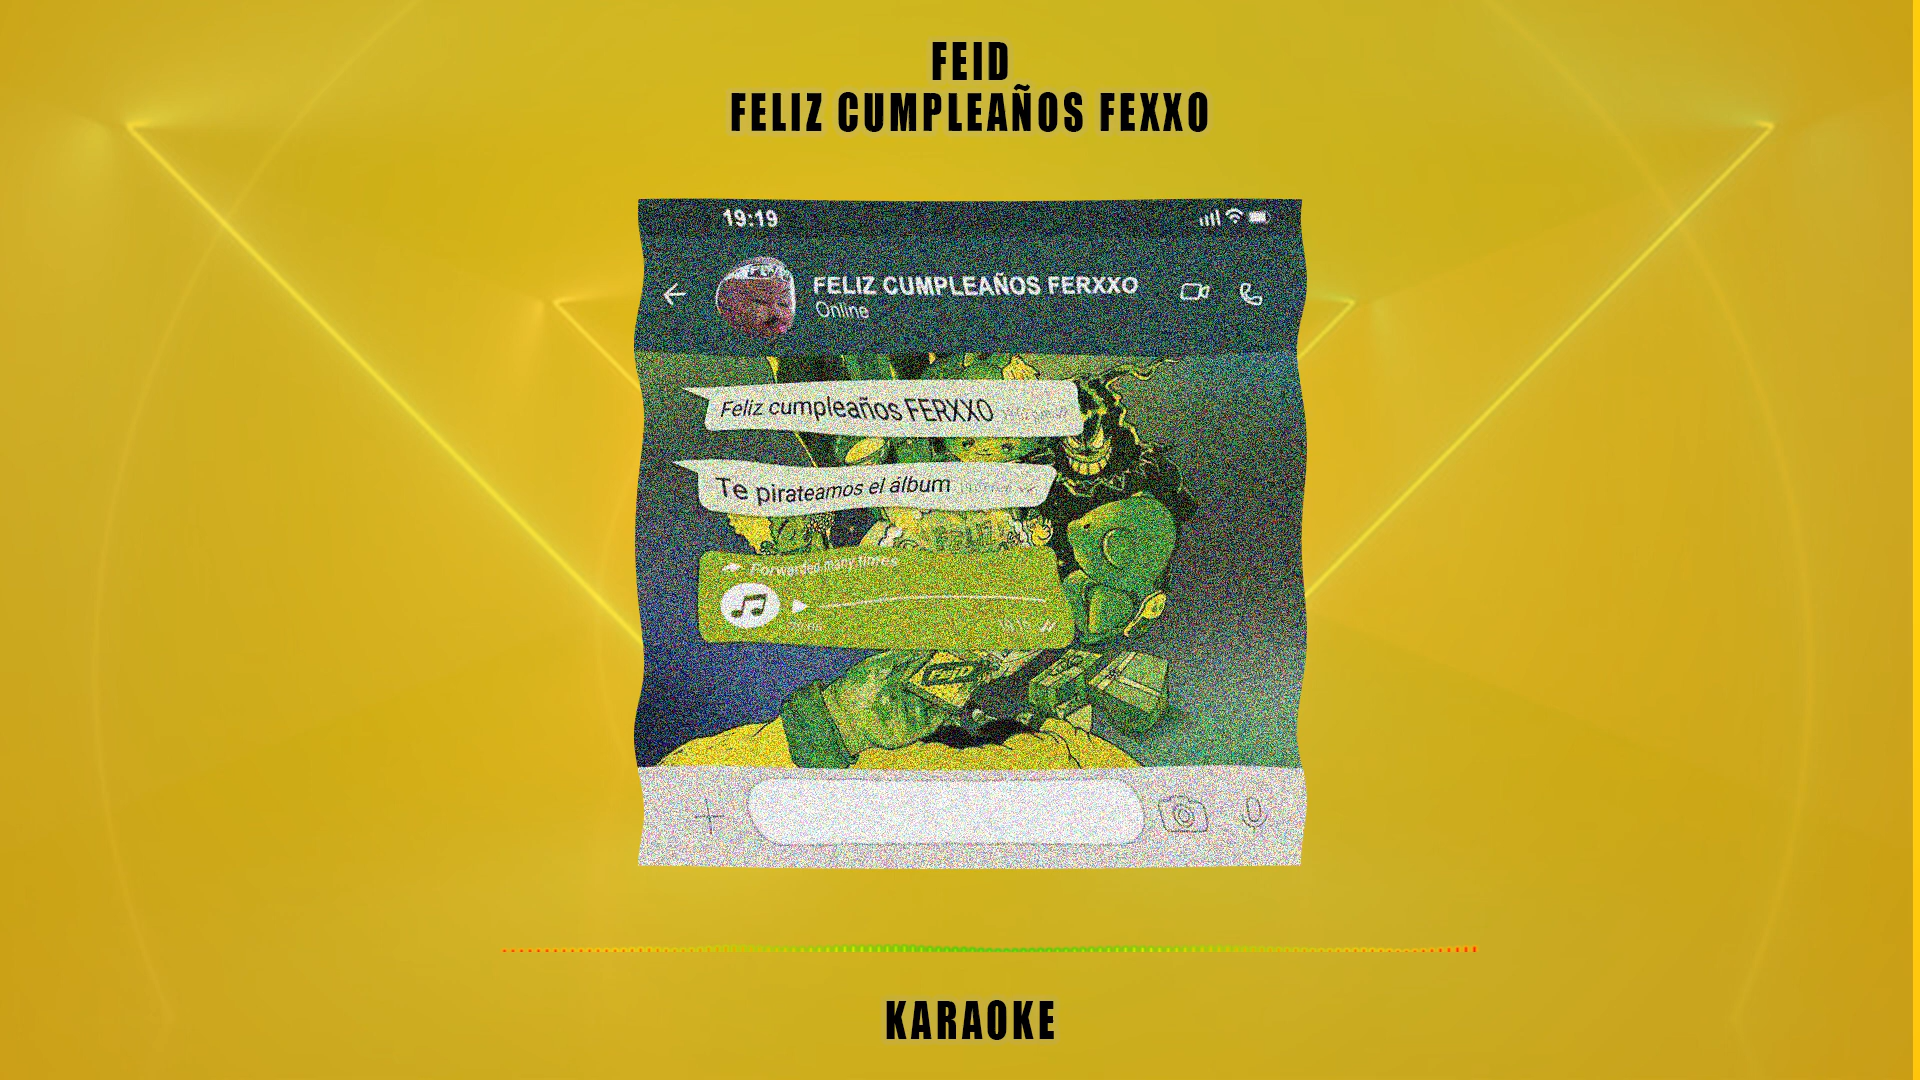 FEID
FELIZ CUMPLEAÑOS FEXXO
19:19
FELIZ CUMPLEAÑOS FERXXO
Online
Feliz cumpleaños FERXXO
Te pirateamos el álbum
Forwarded many times
FEID
KARAOKE